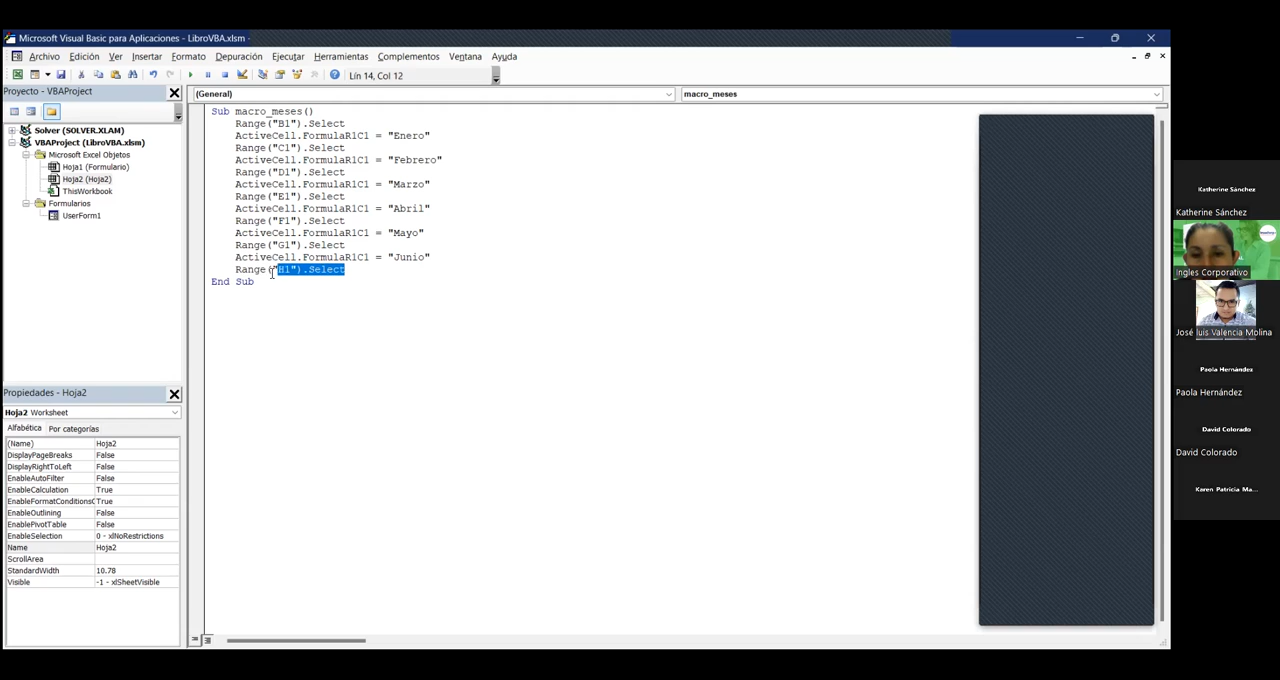 Microsoft Visual Basic para Aplicaciones - LibroVBA.xlsm -
Archivo Edición Ver Insertar Formato Depuración Ejecutar Herramientas Complementos Ventana Ayuda
Lín 14, Col 12
Proyecto - VBAProject
Solver (SOLVER.XLAM)
VBAProject (LibroVBA.xlsm)
Microsoft Excel Objetos
Hoja1 (Formulario)
Hoja2 (Hoja2)
ThisWorkbook
Formularios
UserForm1
Propiedades - Hoja2
Hoja2 Worksheet
Alfabética Por categorías
(Name) Hoja2
DisplayPageBreaks False
DisplayRightToLeft False
EnableAutoFilter False
EnableCalculation True
EnableFormatConditionsC True
EnableOutlining False
EnablePivotTable False
EnableSelection 0 - xlNoRestrictions
Name Hoja2
ScrollArea
StandardWidth 10.78
Visible -1 - xlSheetVisible
(General) macro_meses
Sub macro_meses()
Range("B1").Select
ActiveCell.FormulaR1C1 = "Enero"
Range("C1").Select
ActiveCell.FormulaR1C1 = "Febrero"
Range("D1").Select
ActiveCell.FormulaR1C1 = "Marzo"
Range("E1").Select
ActiveCell.FormulaR1C1 = "Abril"
Range("F1").Select
ActiveCell.FormulaR1C1 = "Mayo"
Range("G1").Select
ActiveCell.FormulaR1C1 = "Junio"
Range("H1").Select
End Sub
Katherine Sánchez
Katherine Sánchez
Ingles Corporativo
José luis Valencia Molina
Paola Hernández
Paola Hernández
David Colorado
David Colorado
Karen Patricia Ma...